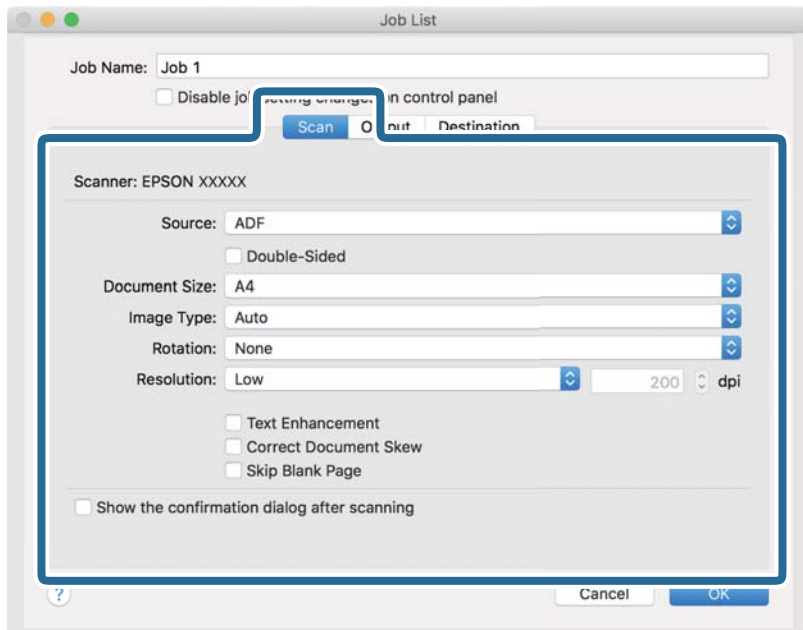 Job List
Job Name: Job 1
Disable job setting changes on control panel
Scan Output Destination
Scanner: EPSON XXXXX
Source: ADF
Double-Sided
Document Size: A4
Image Type: Auto
Rotation: None
Resolution: Low 200 dpi
Text Enhancement
Correct Document Skew
Skip Blank Page
Show the confirmation dialog after scanning
? Cancel OK